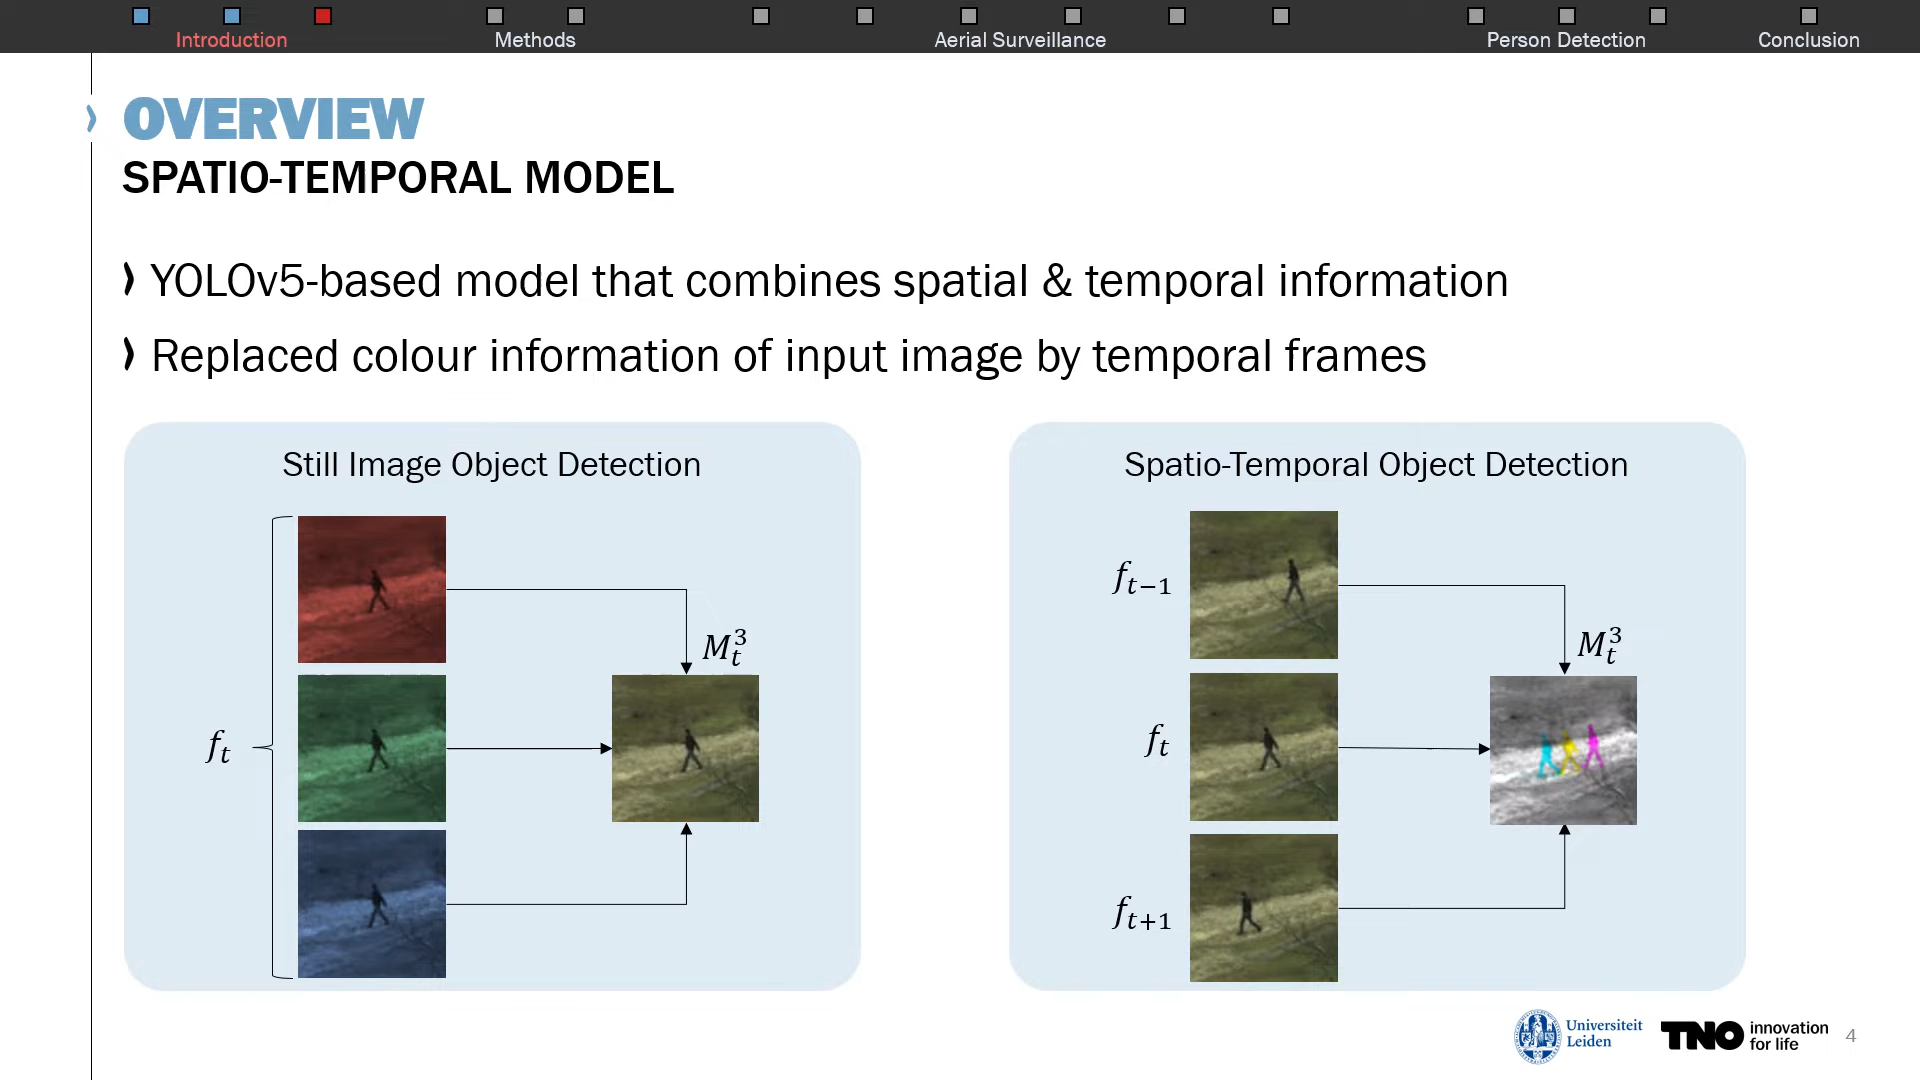 Introduction
Methods
Aerial Surveillance
Person Detection
Conclusion
OVERVIEW
SPATIO-TEMPORAL MODEL
YOLOv5-based model that combines spatial & temporal information
Replaced colour information of input image by temporal frames
Still Image Object Detection
f_t
M_t^3
Spatio-Temporal Object Detection
f_{t-1}
f_t
f_{t+1}
M_t^3
Universiteit
Leiden
TNO innovation
for life
4